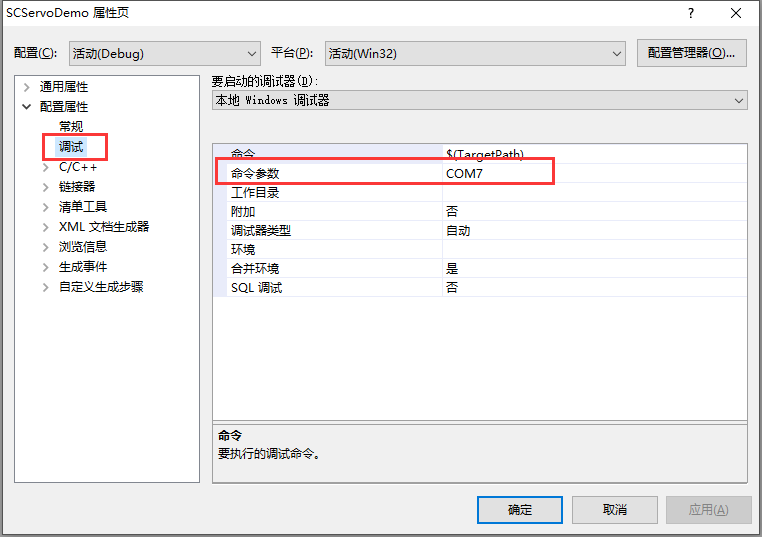 SCServoDemo 属性页
配置(C): 活动(Debug) 平台(P): 活动(Win32) 配置管理器(O)...
通用属性
配置属性
常规
调试
C/C++
链接器
清单工具
XML 文档生成器
浏览信息
生成事件
自定义生成步骤
要启动的调试器(D):
本地 Windows 调试器
命令 $(TargetPath)
命令参数 COM7
工作目录
附加 否
调试器类型 自动
环境
合并环境 是
SQL 调试 否
命令
要执行的调试命令。
确定 取消 应用(A)